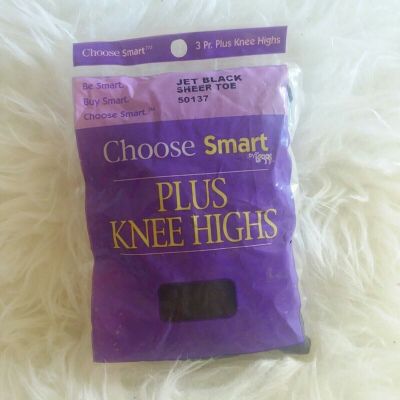 Choose Smart™ 3 Pr. Plus Knee Highs
Be Smart.
Buy Smart.
Choose Smart.™
JET BLACK
SHEER TOE
50137
Choose Smart
PLUS
KNEE HIGHS